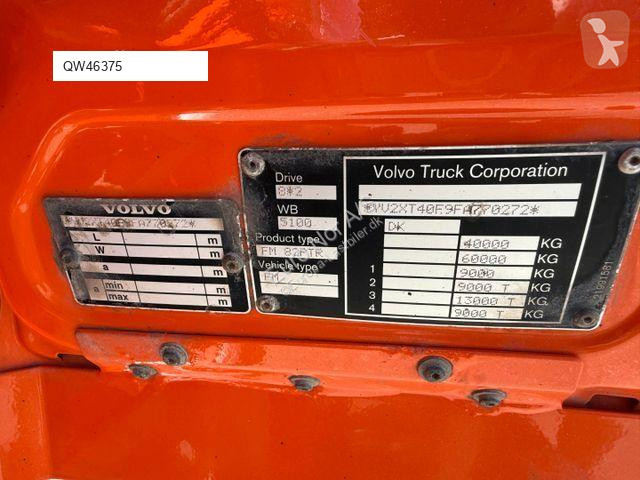 QW46375
VOLVO
L m
W m
a m
a min m
max m
Drive
8*2
WB
5100
Product type
FM 82PTR
Vehicle type
FM
Volvo Truck Corporation
DK
40000 KG
60000 KG
1 9000 KG
2 9000 T KG
3 13000 T KG
4 9000 T KG